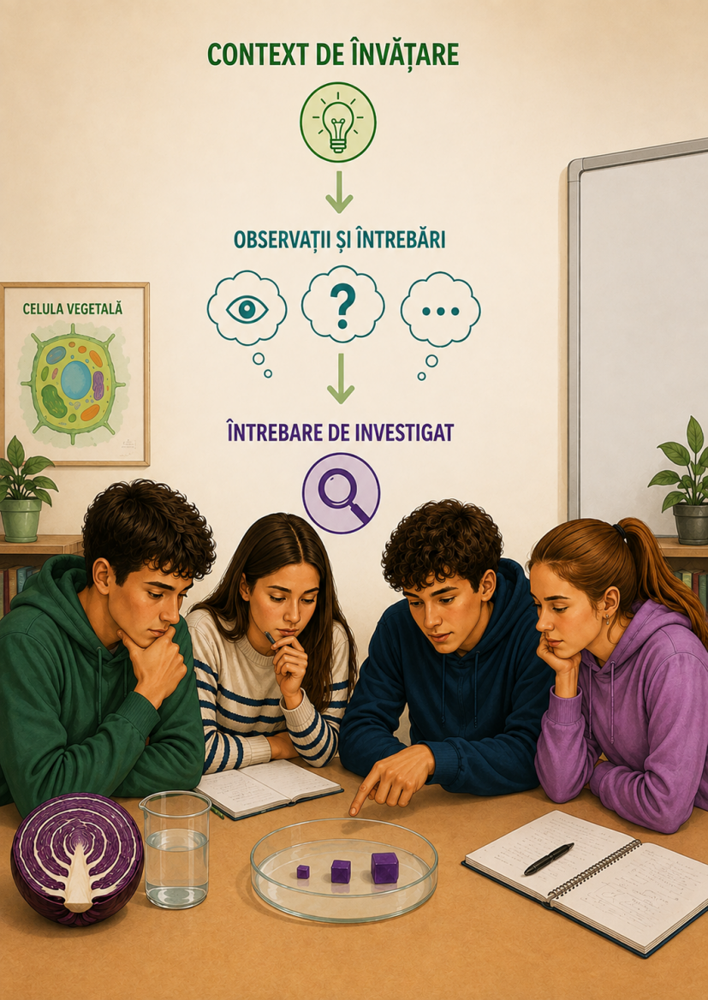 CONTEXT DE ÎNVĂȚARE
OBSERVAȚII ȘI ÎNTREBĂRI
?
...
CELULA VEGETALĂ
ÎNTREBARE DE INVESTIGAT